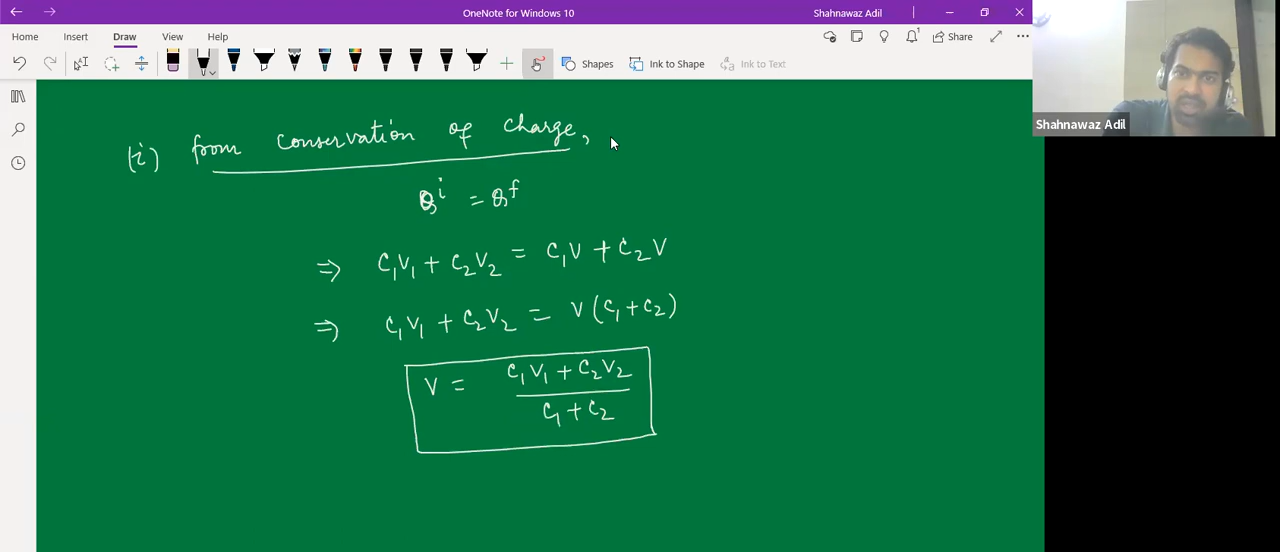 OneNote for Windows 10
Shahnawaz Adil
Home Insert Draw View Help
Share
Shapes Ink to Shape Ink to Text
Shahnawaz Adil
(i) from conservation of charge,
Q^i = Q^f
⇒ C₁V₁ + C₂V₂ = C₁V + C₂V
⇒ C₁V₁ + C₂V₂ = V(C₁+C₂)
V = C₁V₁ + C₂V₂
C₁ + C₂